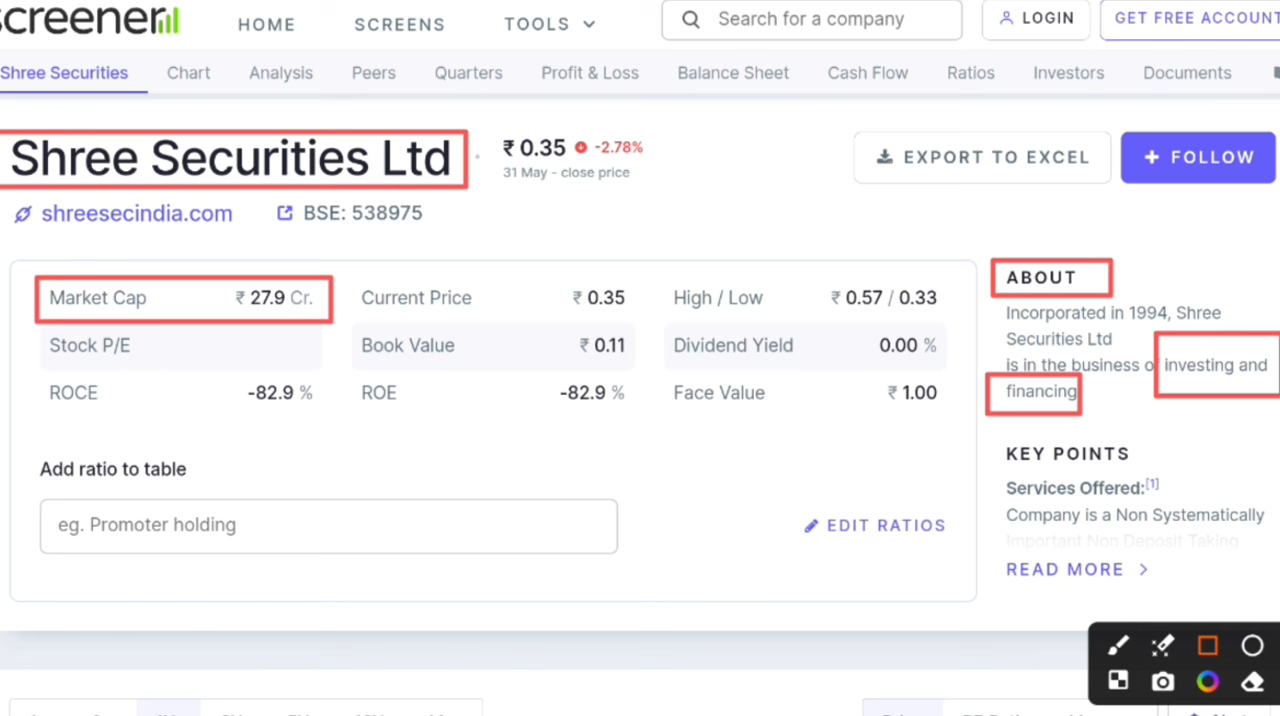 screener
HOME SCREENS TOOLS
Search for a company
LOGIN
GET FREE ACCOUNT
Shree Securities Chart Analysis Peers Quarters Profit & Loss Balance Sheet Cash Flow Ratios Investors Documents
Shree Securities Ltd
₹ 0.35 -2.78%
31 May - close price
EXPORT TO EXCEL
+ FOLLOW
shreesecindia.com BSE: 538975
Market Cap ₹ 27.9 Cr. Current Price ₹ 0.35 High / Low ₹ 0.57 / 0.33
Stock P/E Book Value ₹ 0.11 Dividend Yield 0.00 %
ROCE -82.9 % ROE -82.9 % Face Value ₹ 1.00
Add ratio to table
eg. Promoter holding
EDIT RATIOS
ABOUT
Incorporated in 1994, Shree
Securities Ltd
is in the business of investing and
financing
KEY POINTS
Services Offered:[1]
Company is a Non Systematically
Important Non Deposit Taking
READ MORE